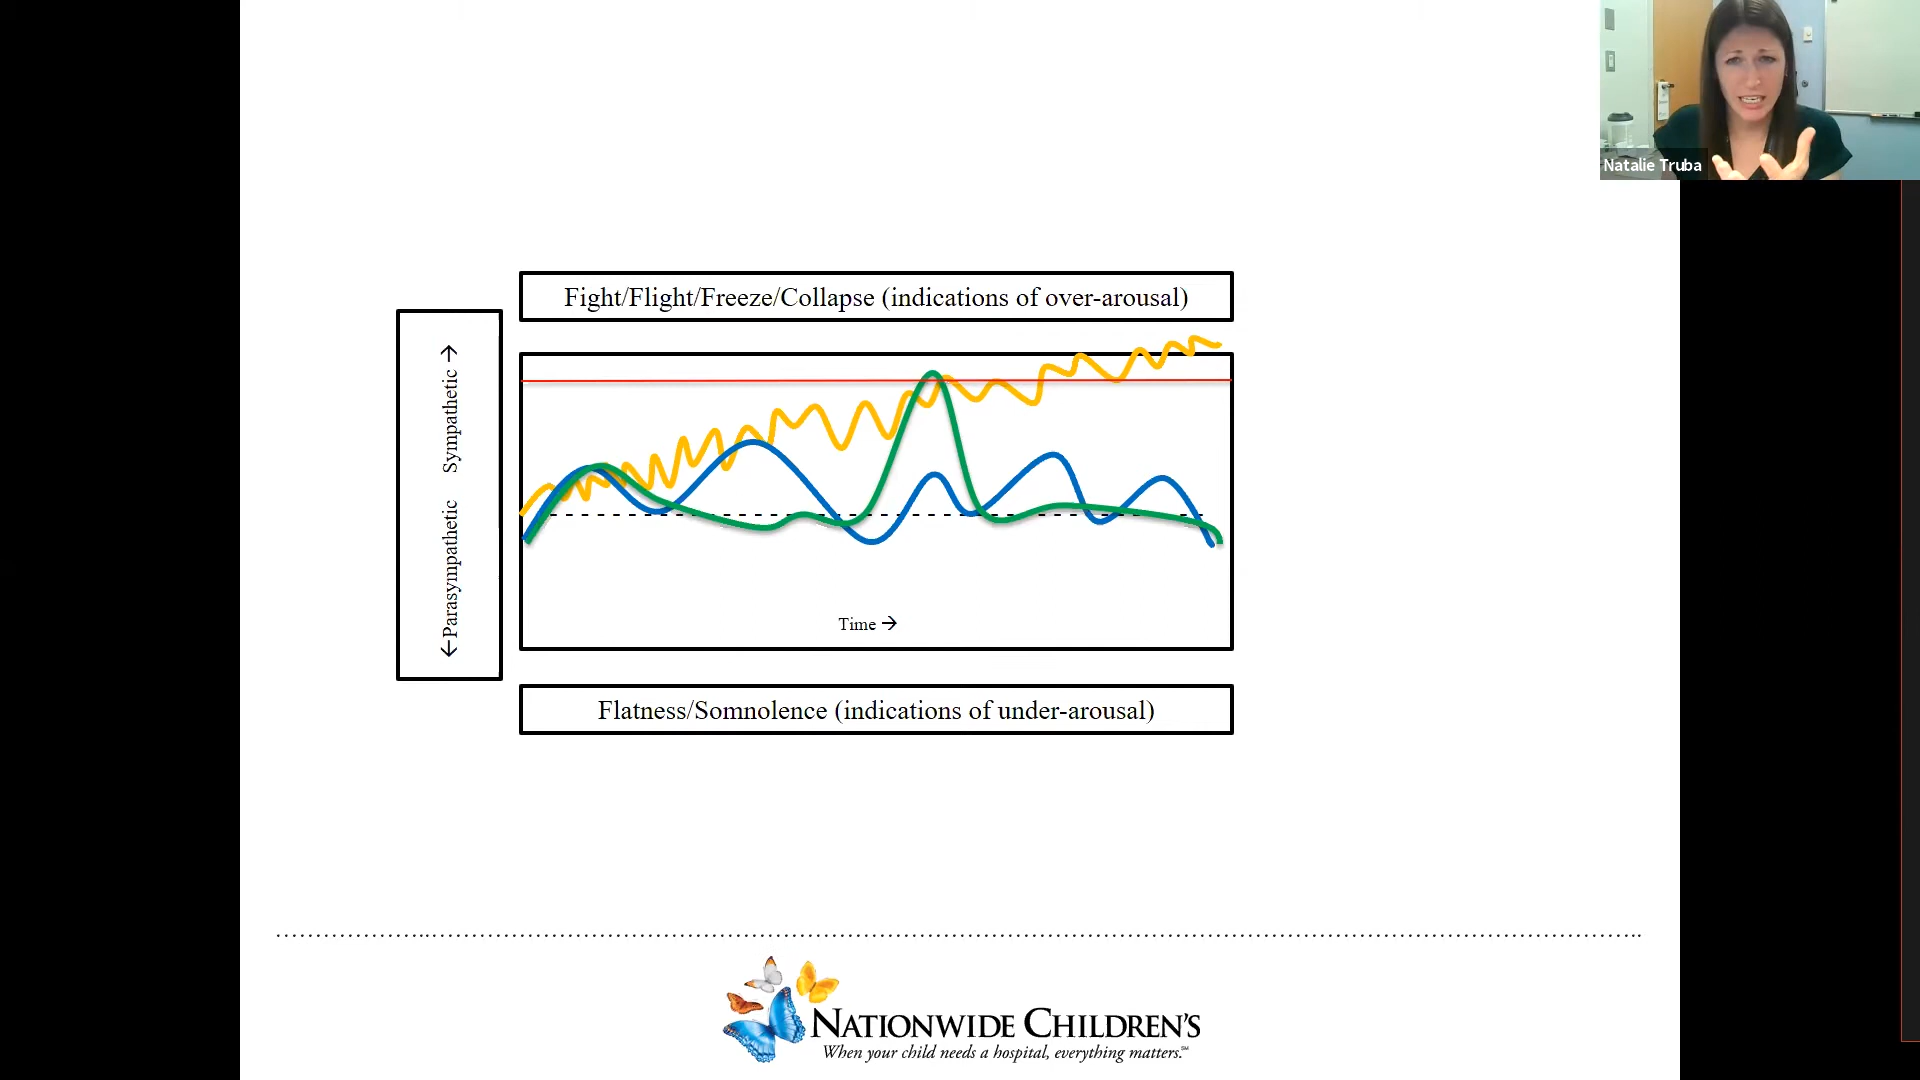 Natalie Truba
Fight/Flight/Freeze/Collapse (indications of over-arousal)
←Parasympathetic Sympathetic →
Time →
Flatness/Somnolence (indications of under-arousal)
NATIONWIDE CHILDREN'S
When your child needs a hospital, everything matters.℠